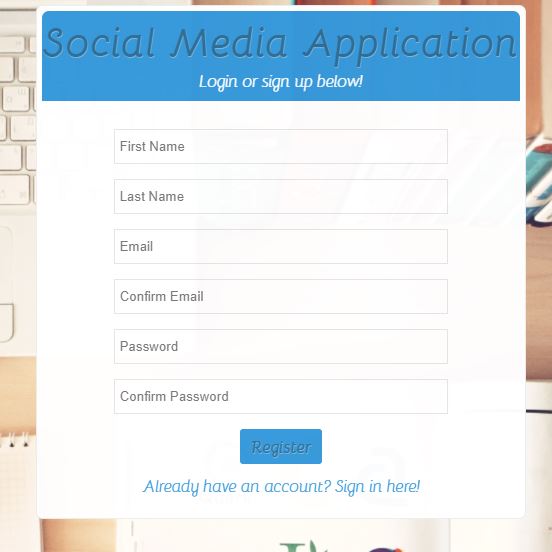 Social Media Application
Login or sign up below!
First Name
Last Name
Email
Confirm Email
Password
Confirm Password
Register
Already have an account? Sign in here!